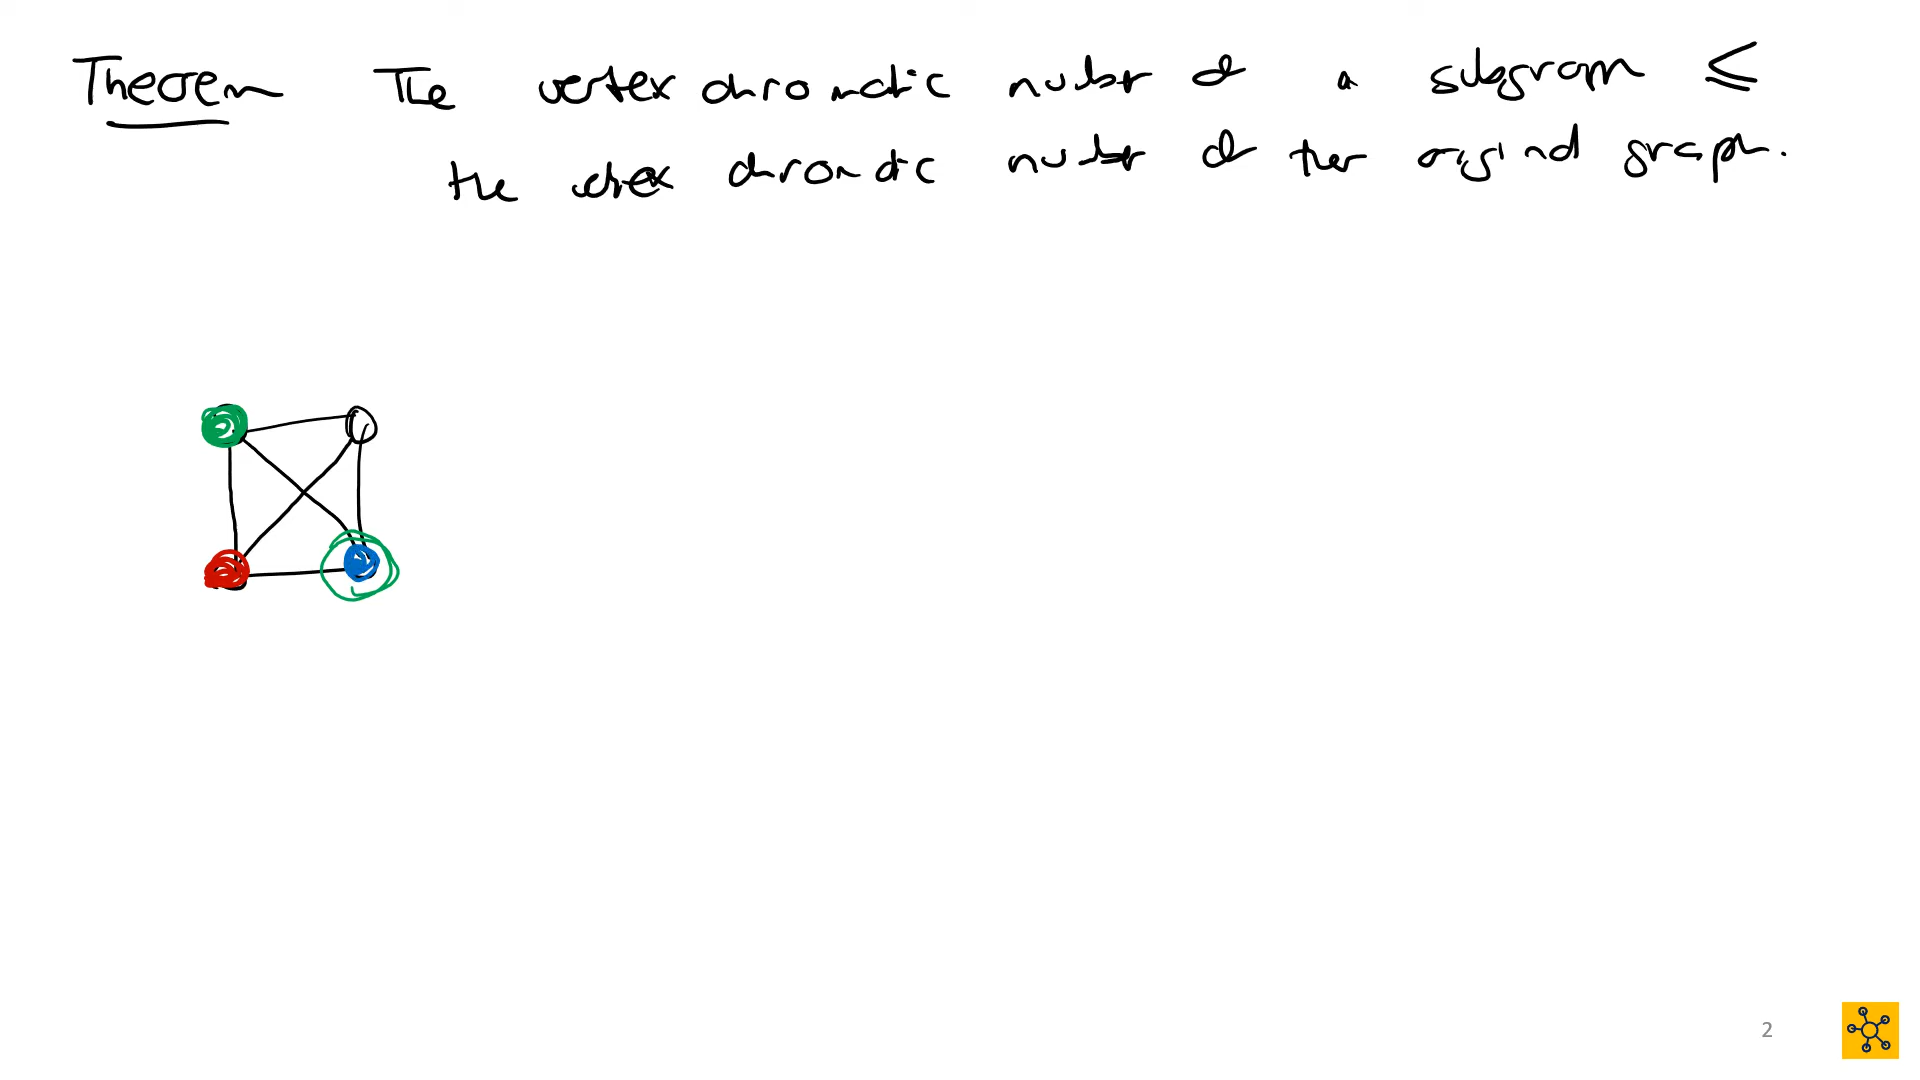 Theorem The vertex chromatic number of a subgraph ≤
the vertex chromatic number of the original graph.
2